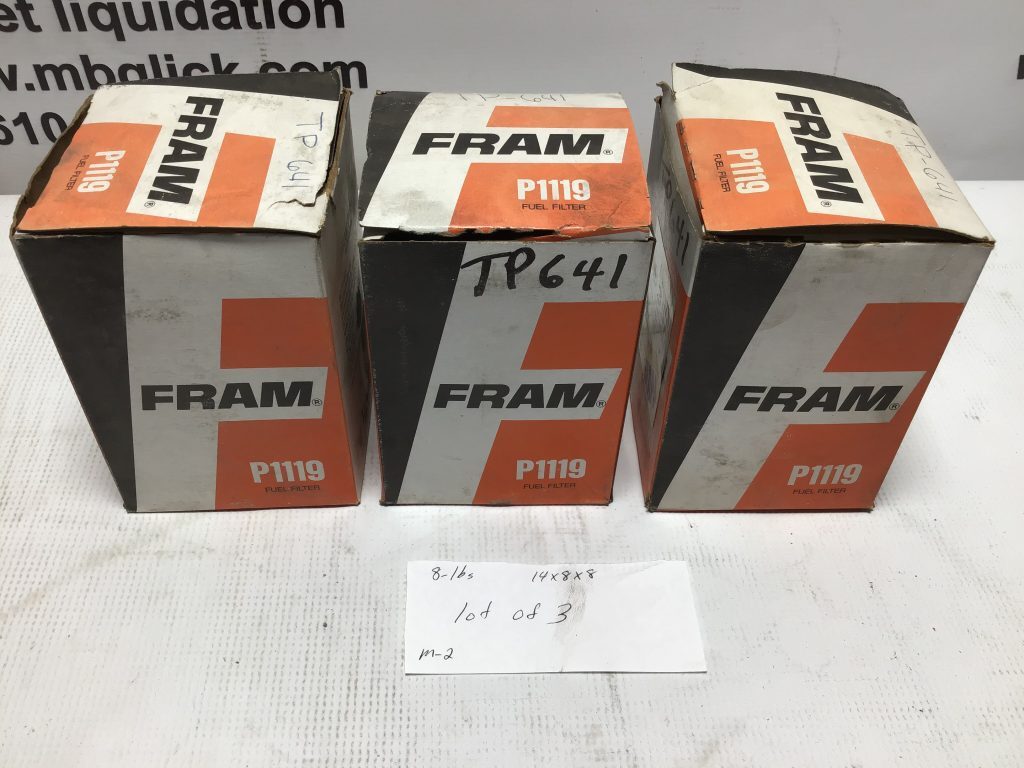 et liquidation
w.mbglick.com
610
FRAM®
P1119
FUEL FILTER
TP 641
TP-641
FRAM®
P1119
FUEL FILTER
FRAM®
P1119
FUEL FILTER
TP 641
FRAM®
P1119
FUEL FILTER
TP641
FRAM®
P1119
FUEL FILTER
FRAM®
P1119
FUEL FILTER
8-lbs 14x8x8
lot of 3
M-2